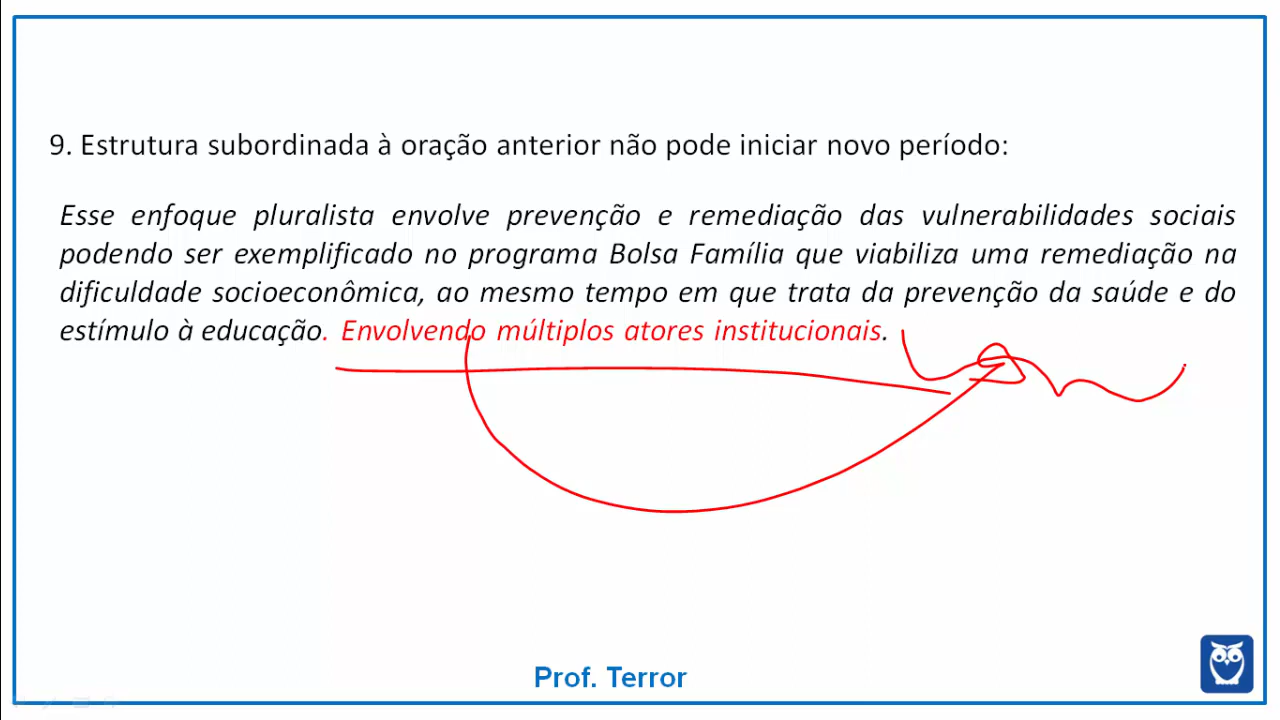 9. Estrutura subordinada à oração anterior não pode iniciar novo período:
Esse enfoque pluralista envolve prevenção e remediação das vulnerabilidades sociais
podendo ser exemplificado no programa Bolsa Família que viabiliza uma remediação na
dificuldade socioeconômica, ao mesmo tempo em que trata da prevenção da saúde e do
estímulo à educação. Envolvendo múltiplos atores institucionais.
Prof. Terror